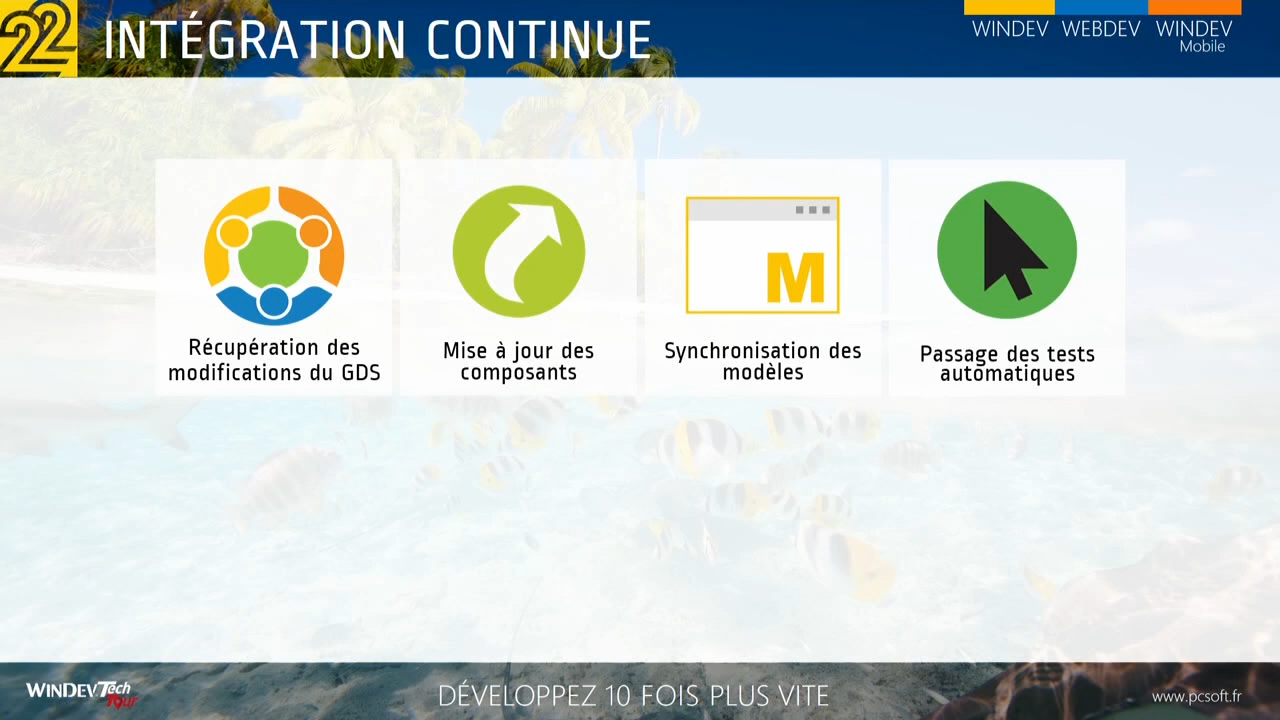 22
INTÉGRATION CONTINUE
WINDEV WEBDEV WINDEV
Mobile
M
Récupération des
modifications du GDS
Mise à jour des
composants
Synchronisation des
modèles
Passage des tests
automatiques
WINDEV Tech
Tour
DÉVELOPPEZ 10 FOIS PLUS VITE
www.pcsoft.fr